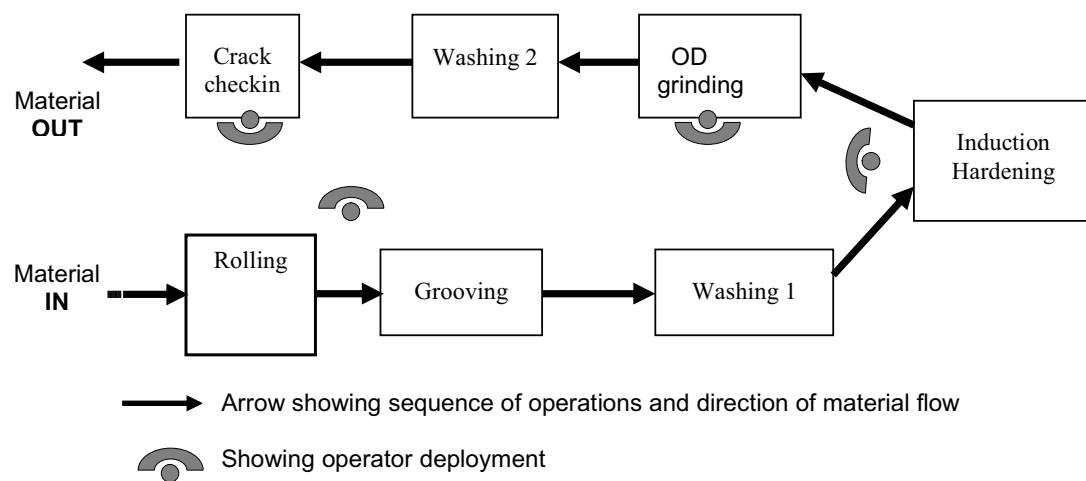 Crack
checkin
Washing 2
OD
grinding
Material
OUT
Induction
Hardening
Material
IN
Rolling
Grooving
Washing 1
Arrow showing sequence of operations and direction of material flow
Showing operator deployment